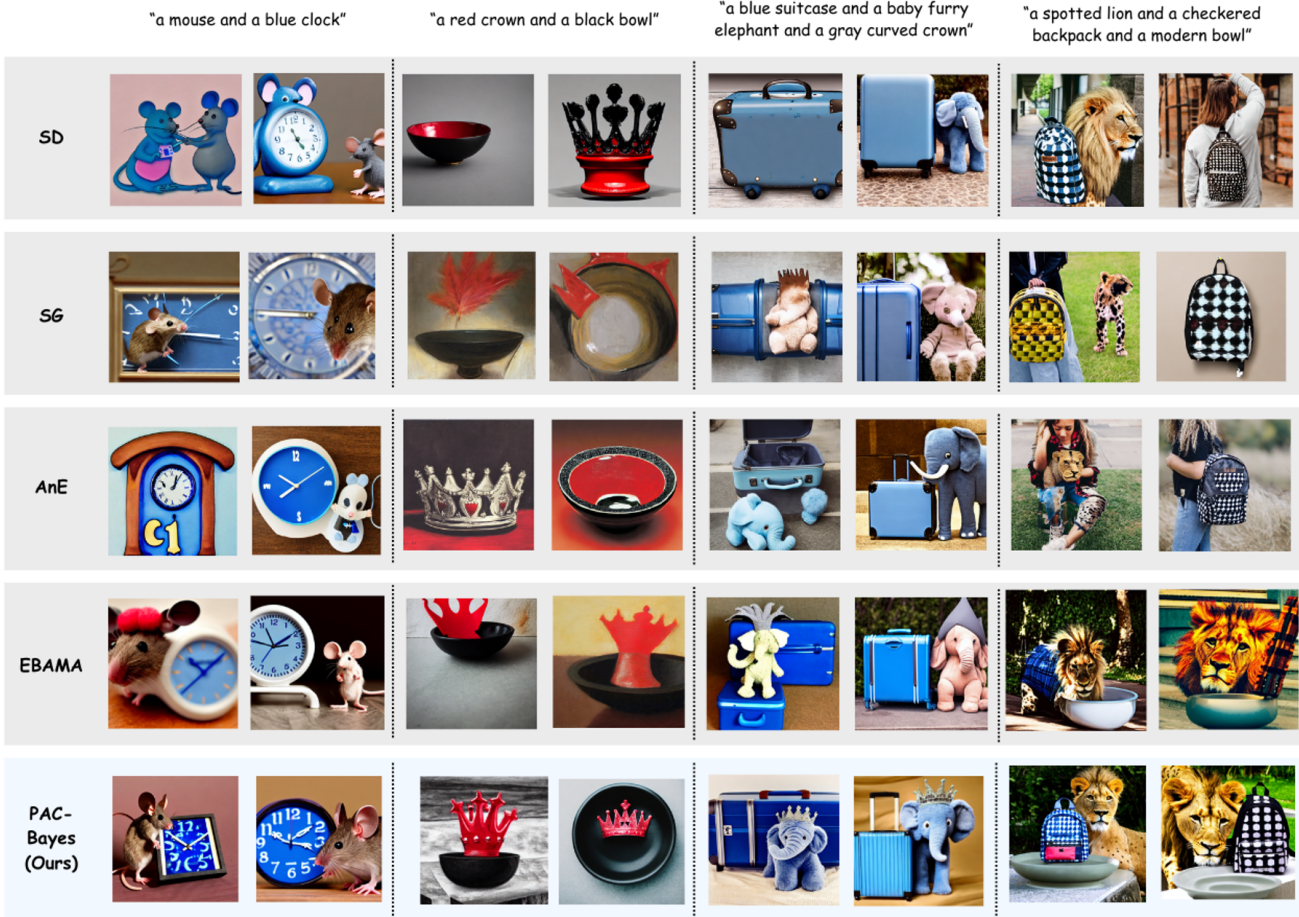 “a mouse and a blue clock”
“a red crown and a black bowl”
“a blue suitcase and a baby furry
elephant and a gray curved crown”
“a spotted lion and a checkered
backpack and a modern bowl”
SD
SG
AnE
EBAMA
PAC-
Bayes
(Ours)